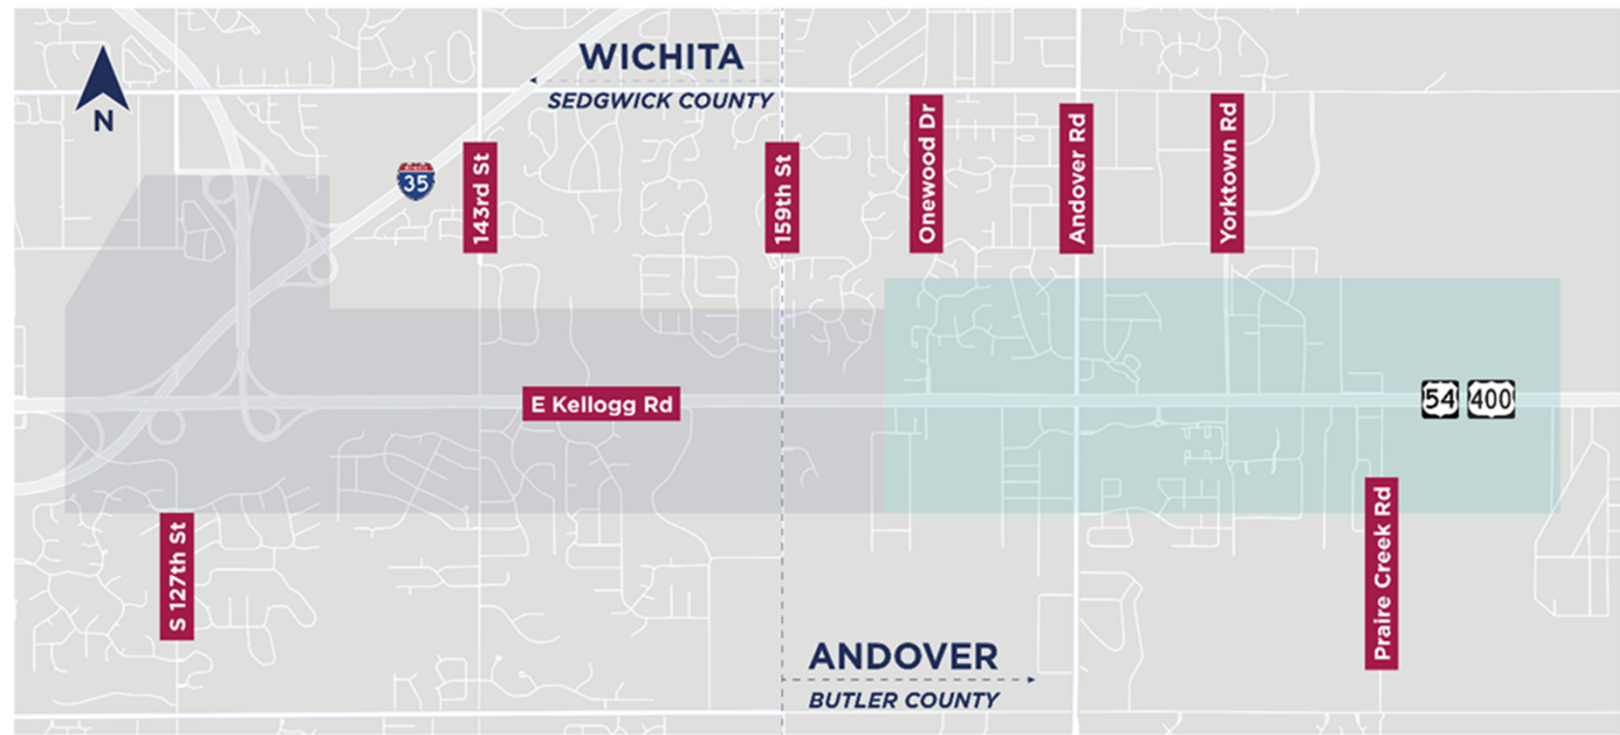 WICHITA
SEDGWICK COUNTY
N
35
143rd St
159th St
Onewood Dr
Andover Rd
Yorktown Rd
E Kellogg Rd
54
400
S 127th St
Praire Creek Rd
ANDOVER
BUTLER COUNTY